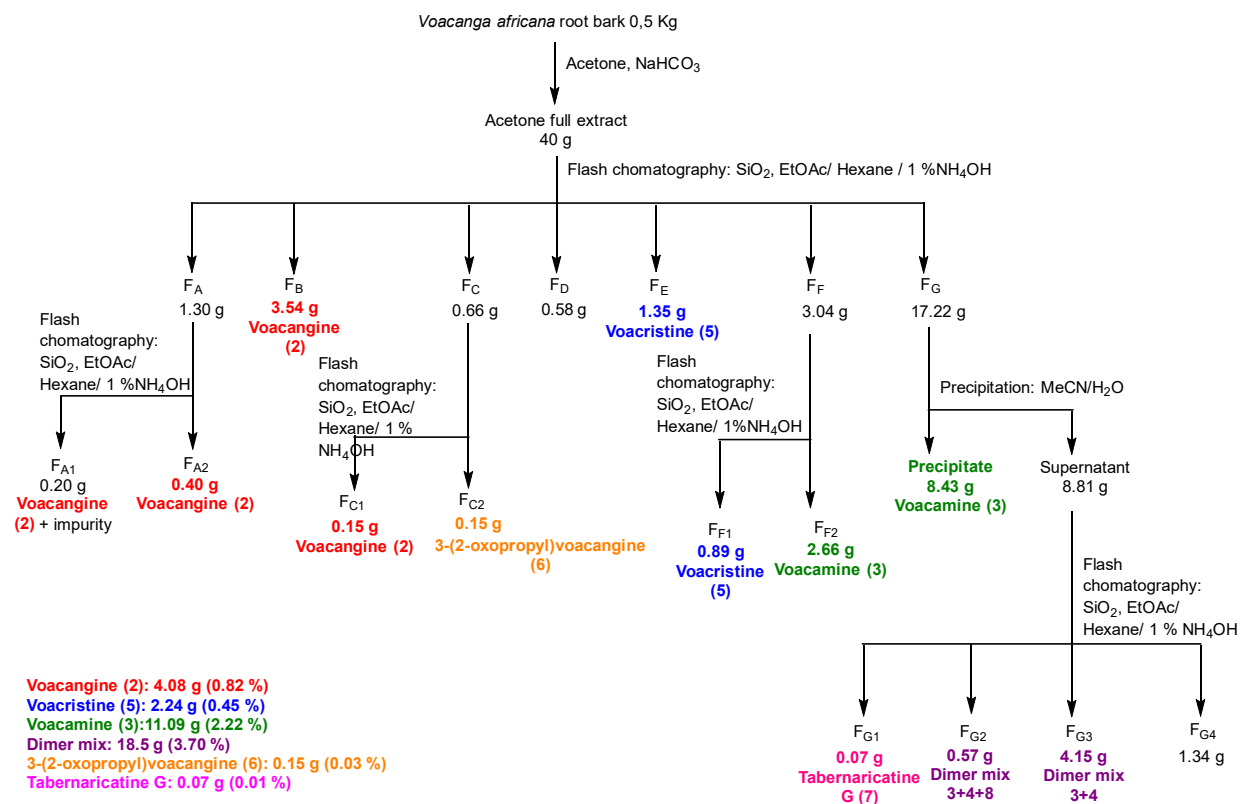 Voacanga africana root bark 0,5 Kg
Acetone, NaHCO3
Acetone full extract
40 g
Flash chomatography: SiO2, EtOAc/ Hexane / 1 %NH4OH
FA
1.30 g
FB
3.54 g
Voacangine
(2)
FC
0.66 g
FD
0.58 g
FE
1.35 g
Voacristine (5)
FF
3.04 g
FG
17.22 g
Flash
chomatography:
SiO2, EtOAc/
Hexane/ 1 %NH4OH
FA1
0.20 g
Voacangine
(2) + impurity
FA2
0.40 g
Voacangine (2)
Flash
chomatography:
SiO2, EtOAc/
Hexane/ 1 %
NH4OH
FC1
0.15 g
Voacangine (2)
FC2
0.15 g
3-(2-oxopropyl)voacangine
(6)
Flash
chomatography:
SiO2, EtOAc/
Hexane/ 1%NH4OH
FF1
0.89 g
Voacristine
(5)
FF2
2.66 g
Voacamine (3)
Precipitation: MeCN/H2O
Precipitate
8.43 g
Voacamine (3)
Supernatant
8.81 g
Flash
chomatography:
SiO2, EtOAc/
Hexane/ 1 % NH4OH
FG1
0.07 g
Tabernaricatine
G (7)
FG2
0.57 g
Dimer mix
3+4+8
FG3
4.15 g
Dimer mix
3+4
FG4
1.34 g
Voacangine (2): 4.08 g (0.82 %)
Voacristine (5): 2.24 g (0.45 %)
Voacamine (3):11.09 g (2.22 %)
Dimer mix: 18.5 g (3.70 %)
3-(2-oxopropyl)voacangine (6): 0.15 g (0.03 %)
Tabernaricatine G: 0.07 g (0.01 %)